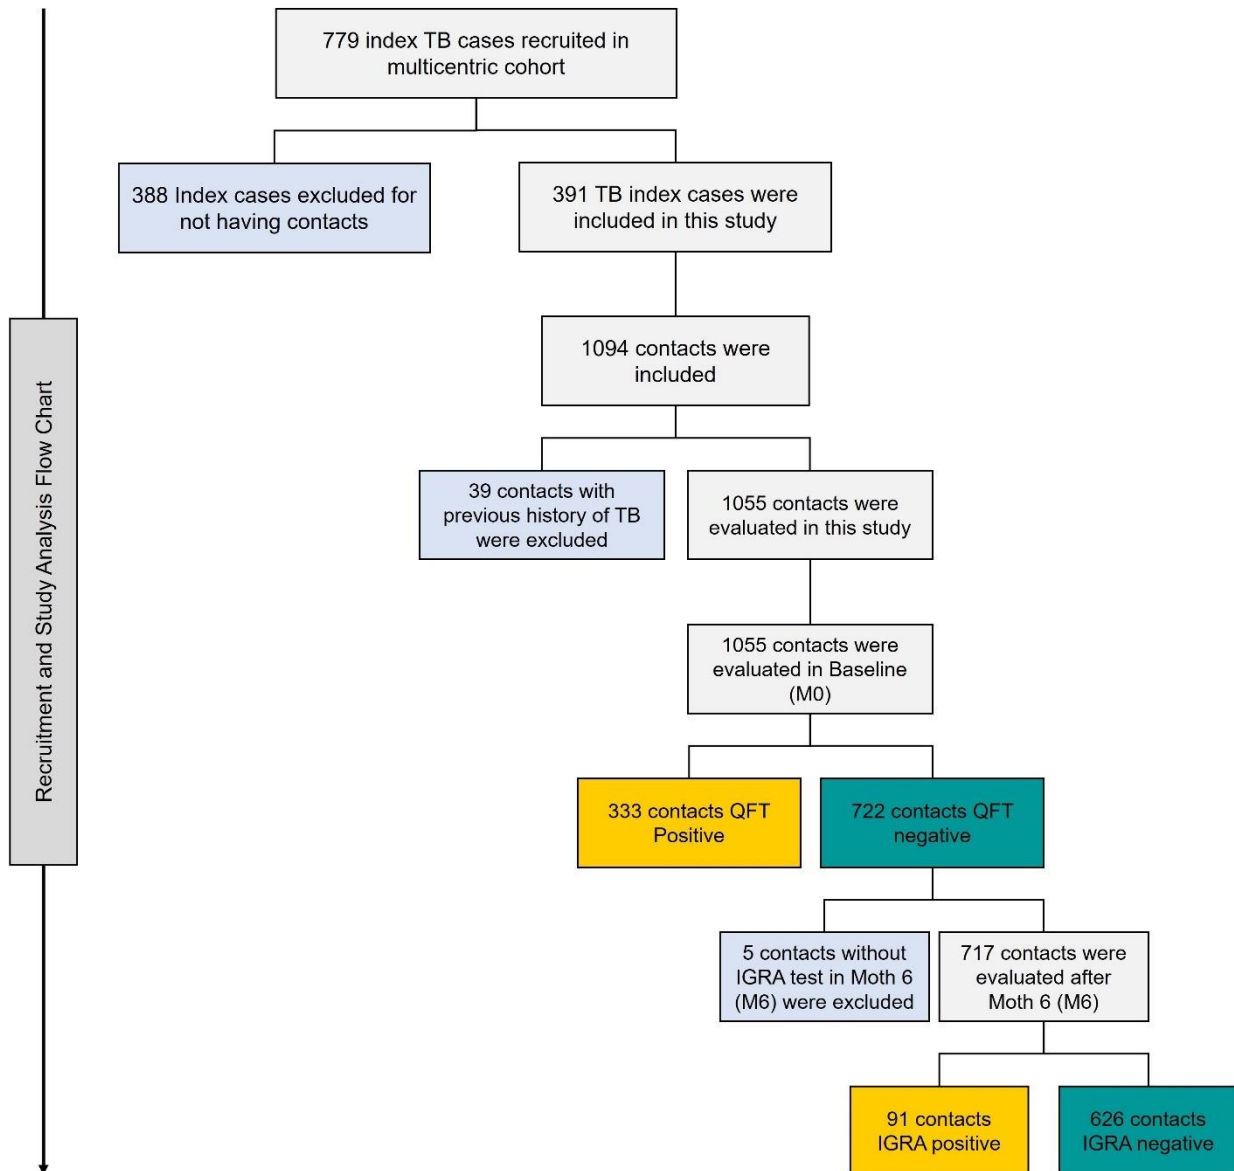 779 index TB cases recruited in
multicentric cohort
388 Index cases excluded for
not having contacts
391 TB index cases were
included in this study
Recruitment and Study Analysis Flow Chart
1094 contacts were
included
39 contacts with
previous history of TB
were excluded
1055 contacts were
evaluated in this study
1055 contacts were
evaluated in Baseline
(M0)
333 contacts QFT
Positive
722 contacts QFT
negative
5 contacts without
IGRA test in Moth 6
(M6) were excluded
717 contacts were
evaluated after
Moth 6 (M6)
91 contacts
IGRA positive
626 contacts
IGRA negative